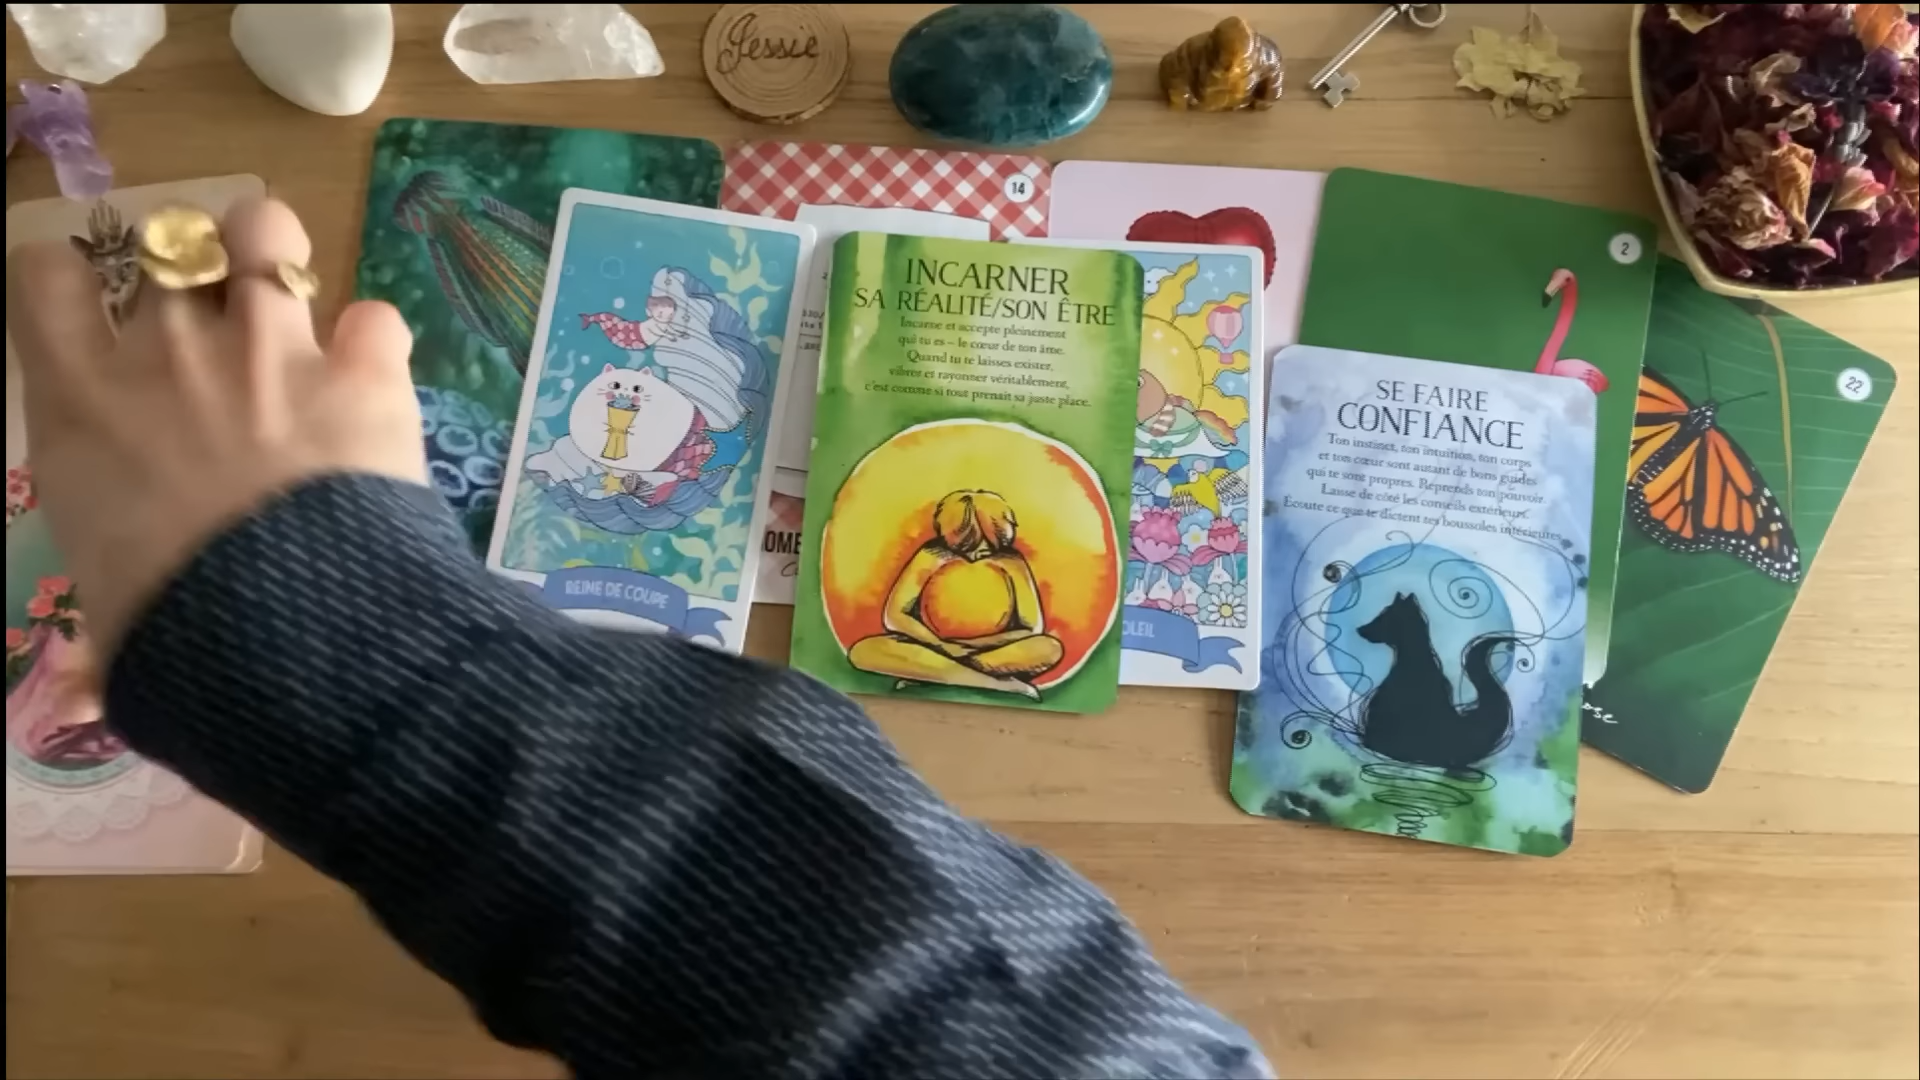 Jessie
14
2
22
INCARNER
SA RÉALITÉ/SON ÊTRE
Incarne et accepte pleinement
qui tu es – le cœur de ton âme.
Quand tu te laisses exister,
vibrer et rayonner véritablement,
c'est comme si tout prenait sa juste place.
SE FAIRE
CONFIANCE
Ton instinct, ton intuition, ton corps
et ton cœur sont autant de bons guides
qui te sont propres. Reprends ton pouvoir.
Laisse de côté les conseils extérieurs.
Écoute ce que te dictent tes boussoles intérieures.
REINE DE COUPE
OLEIL
OME
ose